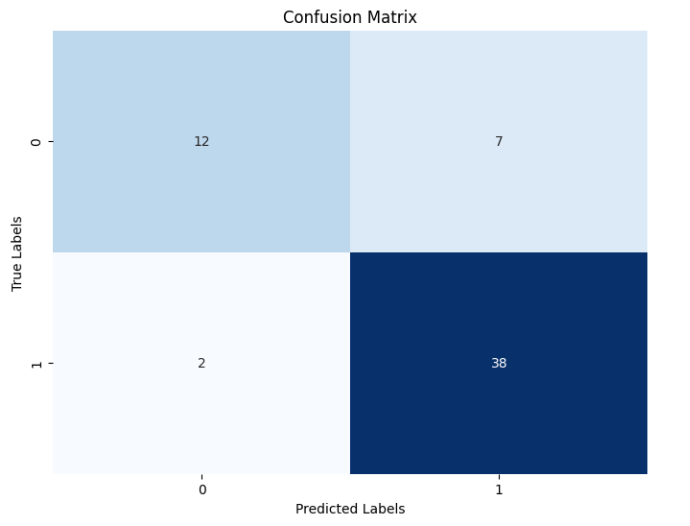 Confusion Matrix
True Labels
0
12
7
1
2
38
0
1
Predicted Labels